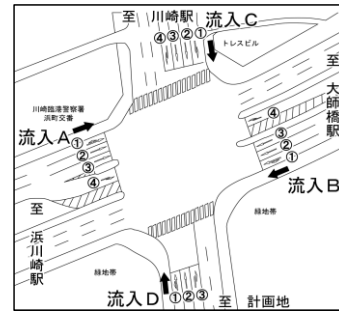 至 川崎駅
流入C
④③②①
トレスビル
至 大師橋駅
川崎臨港警察署
浜町交番
流入A
①
②
③
④
④
③
②
①
流入B
至 浜川崎駅
緑地帯
緑地帯
流入D
①②③
至 計画地